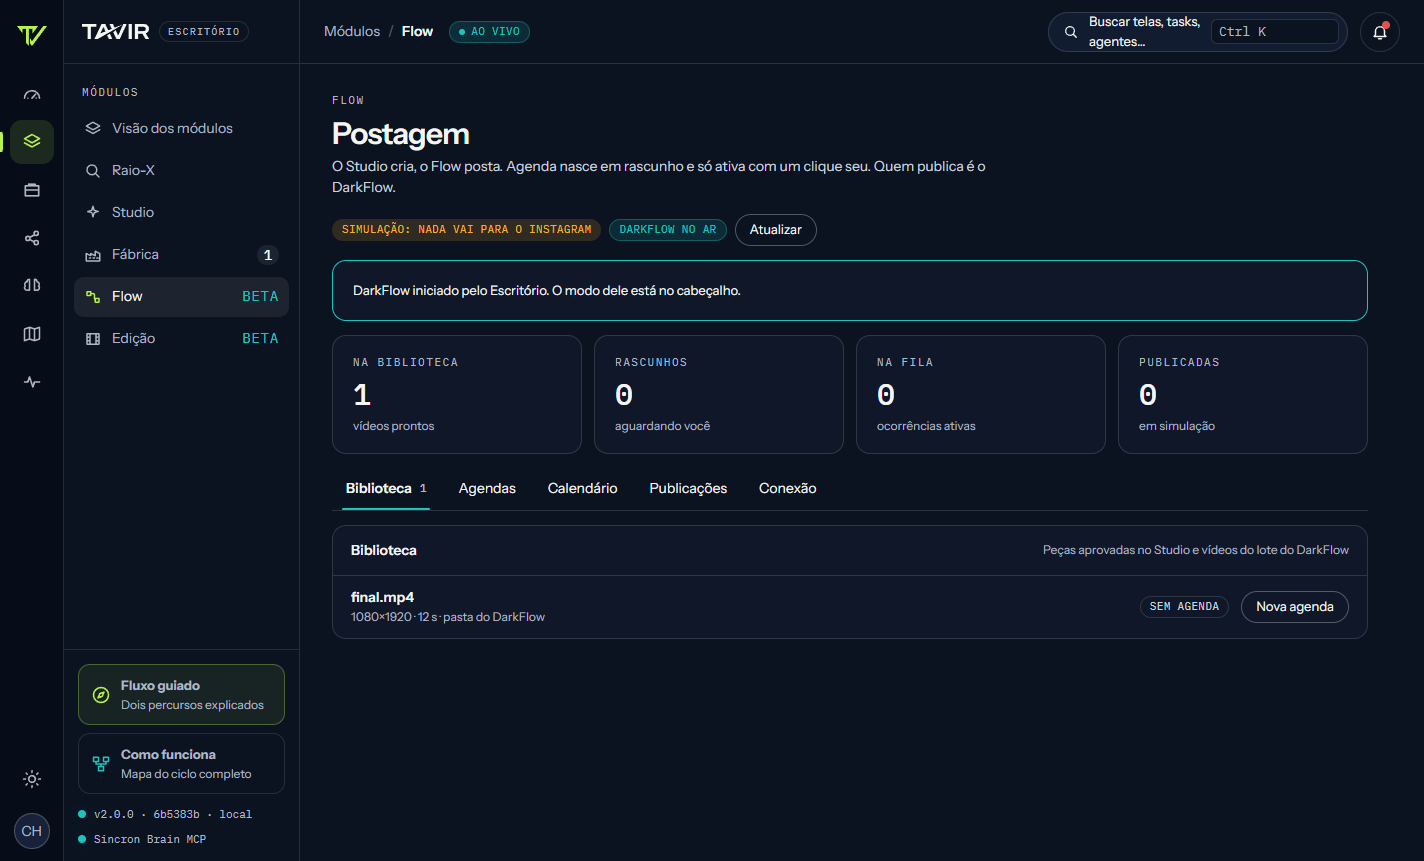 TAVIR
ESCRITÓRIO
Módulos / Flow
AO VIVO
Buscar telas, tasks,
agentes...
Ctrl K
MÓDULOS
Visão dos módulos
Raio-X
Studio
Fábrica 1
Flow BETA
Edição BETA
FLOW
Postagem
O Studio cria, o Flow posta. Agenda nasce em rascunho e só ativa com um clique seu. Quem publica é o
DarkFlow.
SIMULAÇÃO: NADA VAI PARA O INSTAGRAM
DARKFLOW NO AR
Atualizar
DarkFlow iniciado pelo Escritório. O modo dele está no cabeçalho.
NA BIBLIOTECA
1
vídeos prontos
RASCUNHOS
0
aguardando você
NA FILA
0
ocorrências ativas
PUBLICADAS
0
em simulação
Biblioteca 1
Agendas
Calendário
Publicações
Conexão
Biblioteca
Peças aprovadas no Studio e vídeos do lote do DarkFlow
final.mp4
1080×1920 · 12 s · pasta do DarkFlow
SEM AGENDA
Nova agenda
Fluxo guiado
Dois percursos explicados
Como funciona
Mapa do ciclo completo
v2.0.0 · 6b5383b · local
Sincron Brain MCP
CH